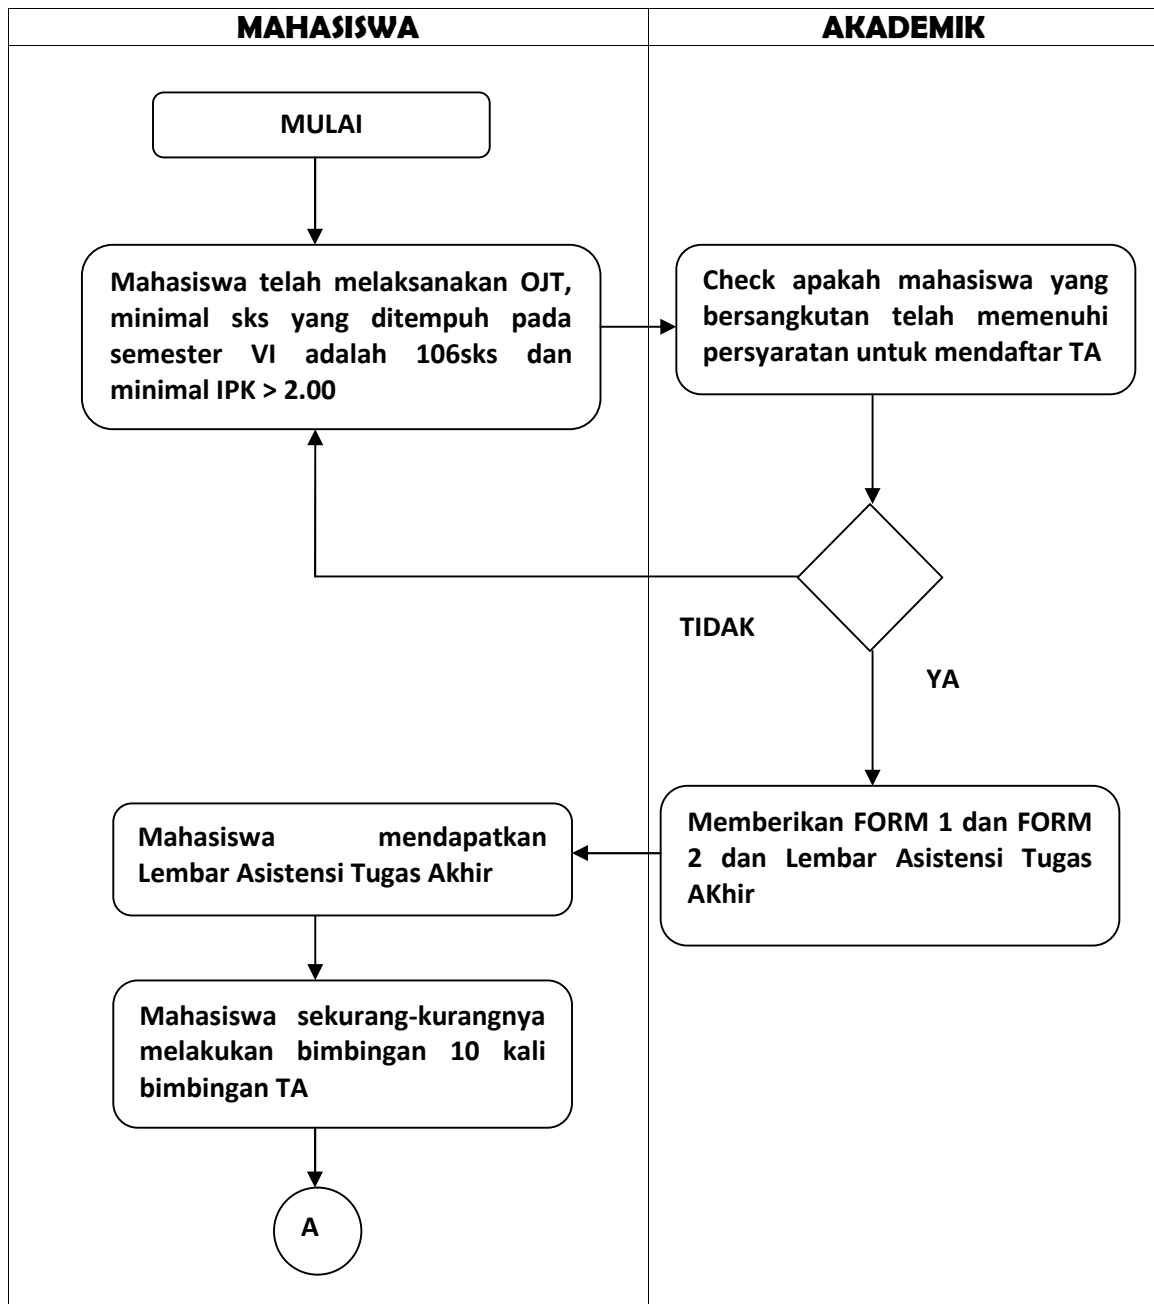 MAHASISWA
AKADEMIK
MULAI
Mahasiswa telah melaksanakan OJT,
minimal sks yang ditempuh pada
semester VI adalah 106sks dan
minimal IPK > 2.00
Check apakah mahasiswa yang
bersangkutan telah memenuhi
persyaratan untuk mendaftar TA
TIDAK
YA
Memberikan FORM 1 dan FORM
2 dan Lembar Asistensi Tugas
AKhir
Mahasiswa mendapatkan
Lembar Asistensi Tugas Akhir
Mahasiswa sekurang-kurangnya
melakukan bimbingan 10 kali
bimbingan TA
A